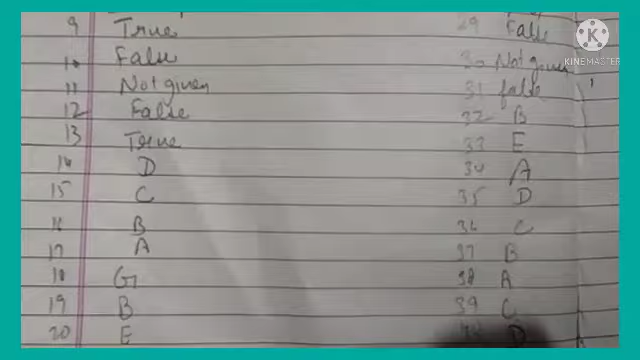 9 True
10 False
11 Not given
12 False
13 True
14 D
15 C
16 B
17 A
18 G
19 B
20 E
29 False
30 Not given
31 false
32 B
33 E
34 A
35 D
36 C
37 B
38 A
39 C
D
KINEMASTER